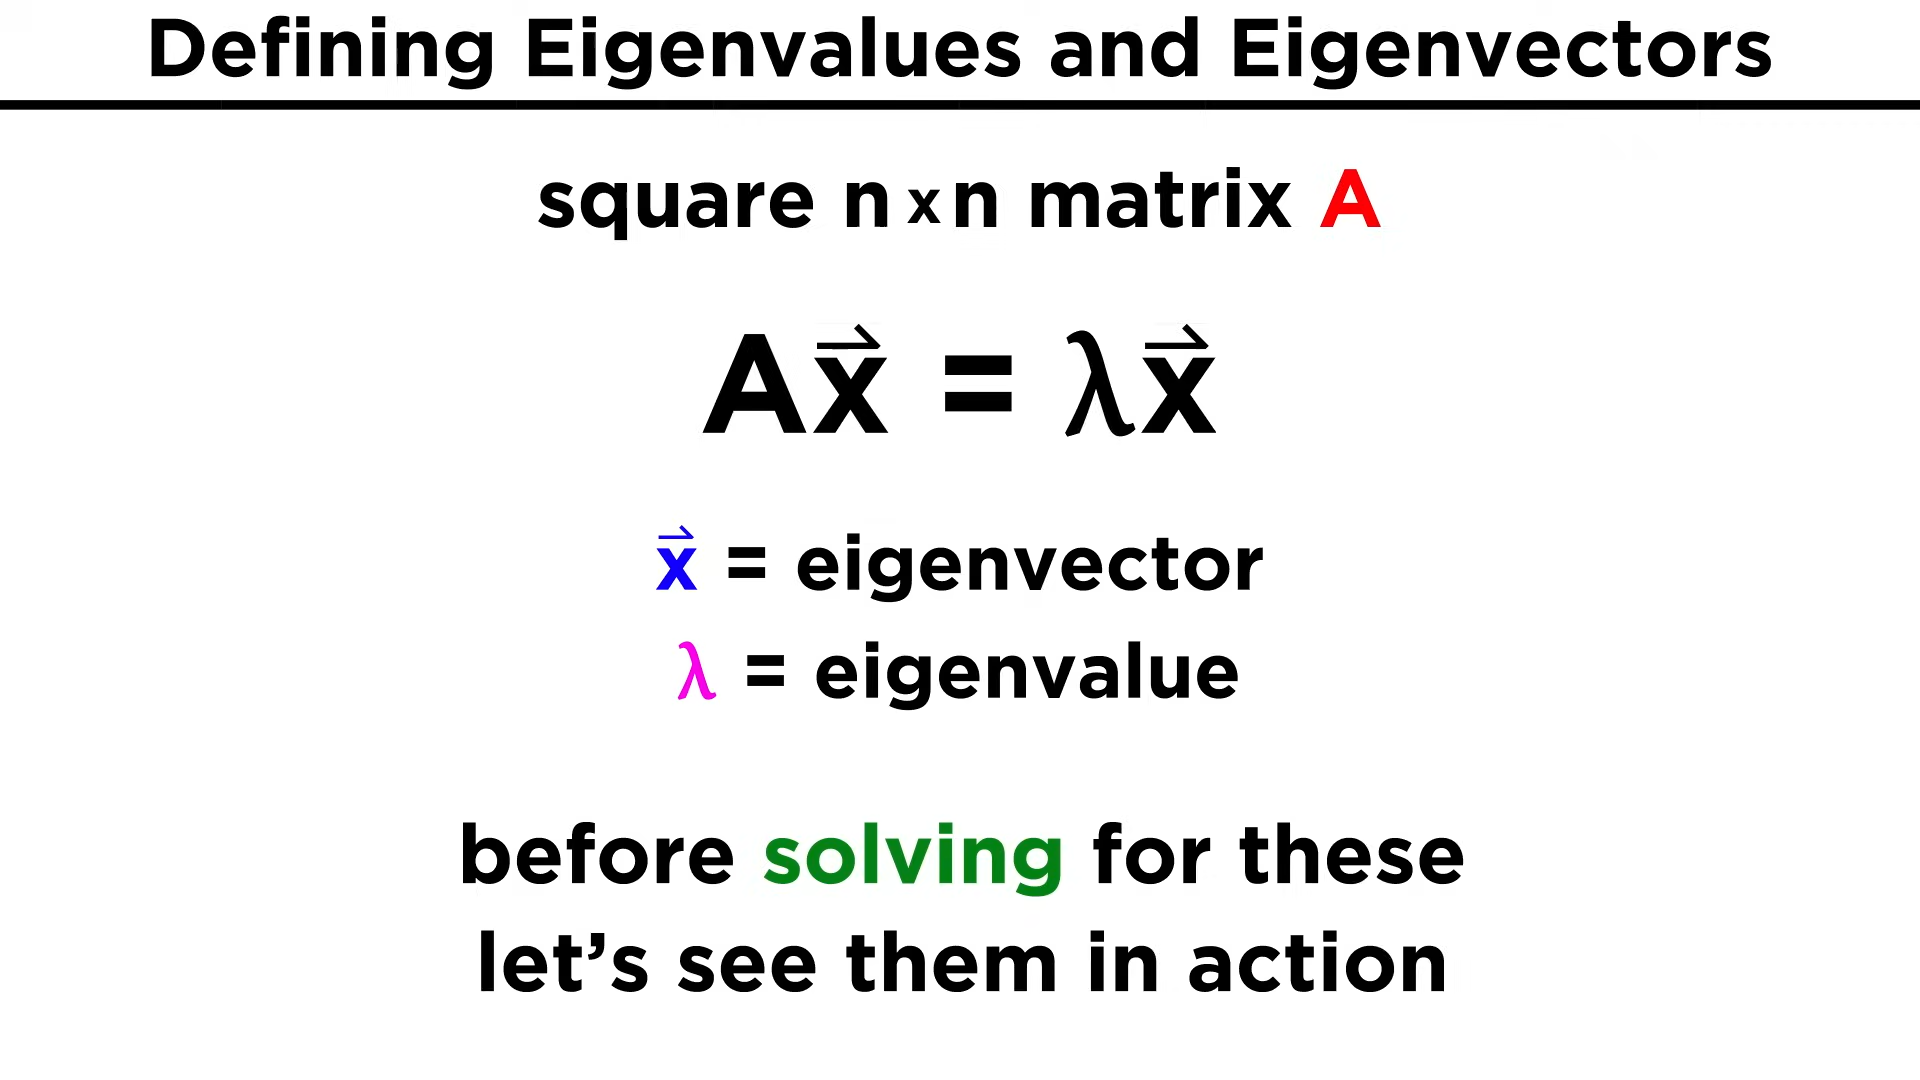 Defining Eigenvalues and Eigenvectors
square n x n matrix A
Ax⃗ = λx⃗
x⃗ = eigenvector
λ = eigenvalue
before solving for these
let’s see them in action